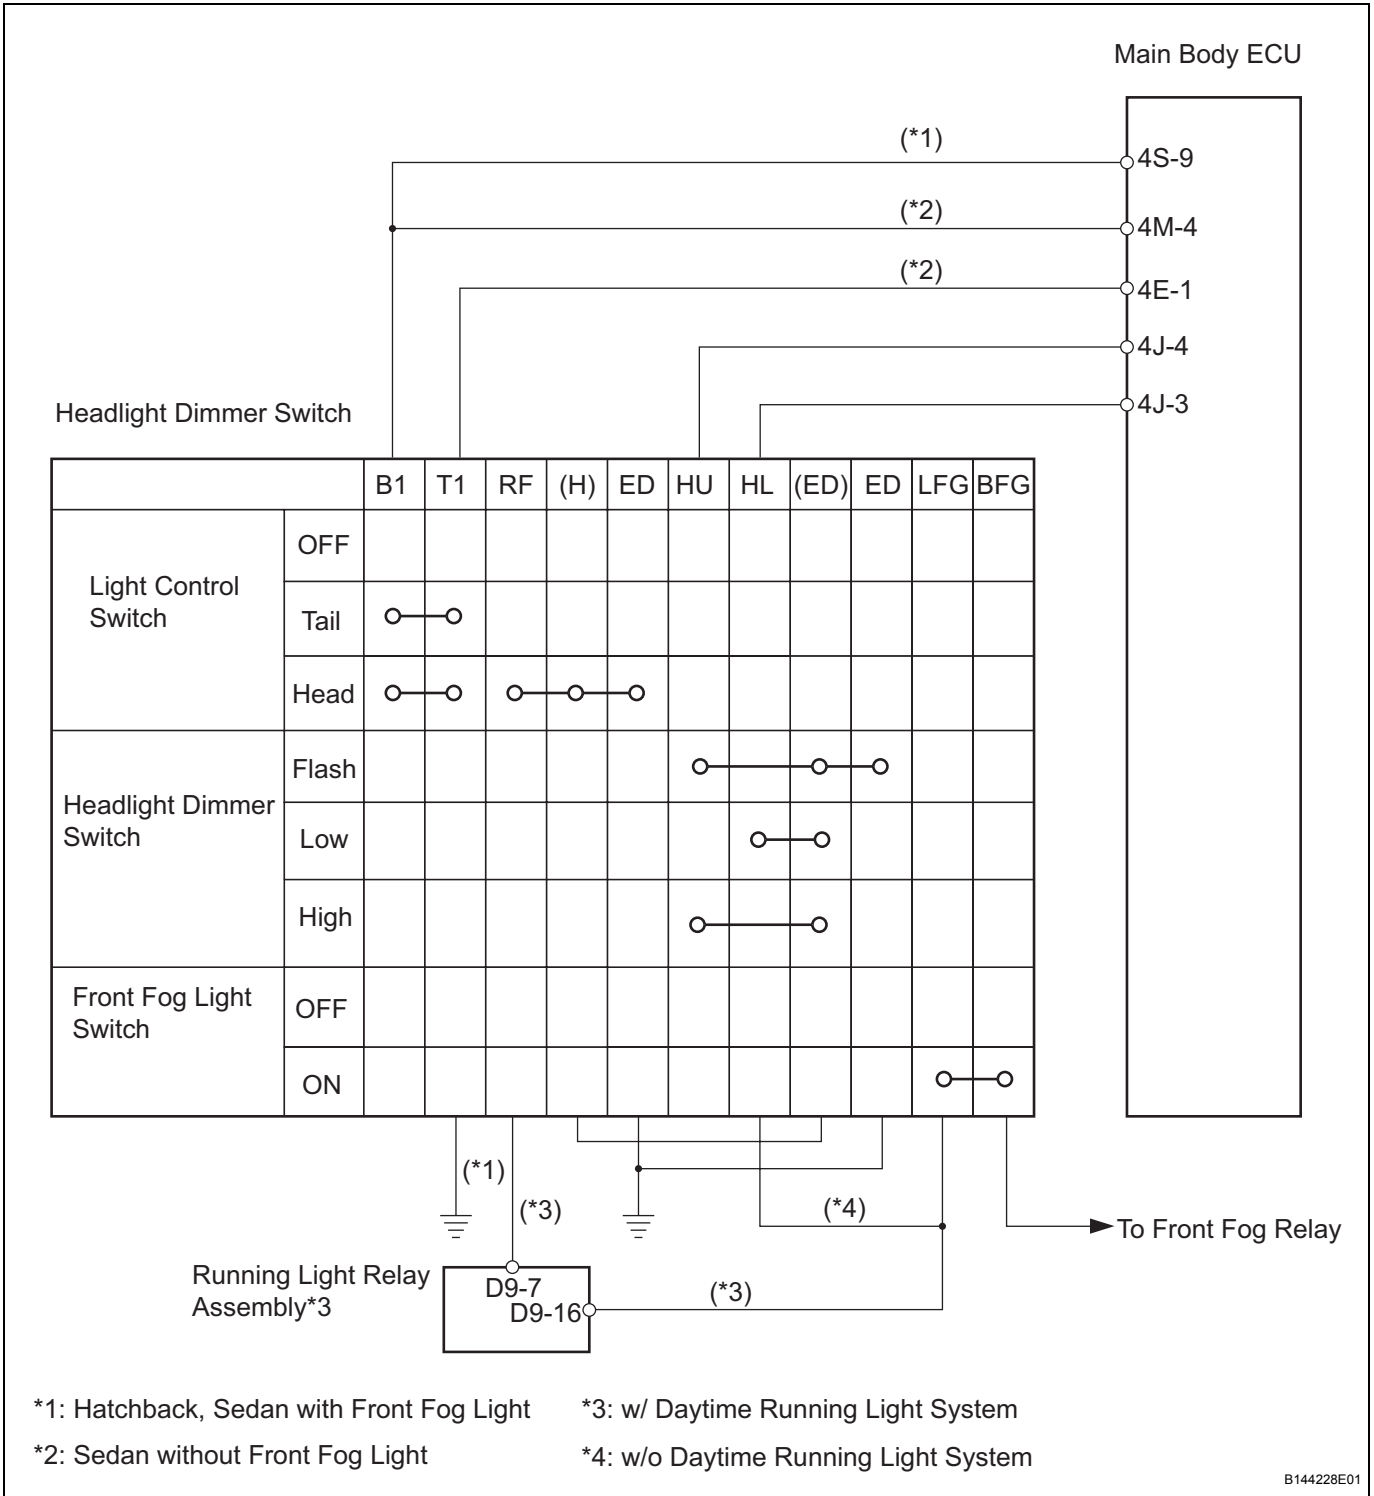 Main Body ECU
(*1)
4S-9
(*2)
4M-4
(*2)
4E-1
4J-4
4J-3
Headlight Dimmer Switch
B1 T1 RF (H) ED HU HL (ED) ED LFG BFG
Light Control
Switch
OFF
Tail
Head
Headlight Dimmer
Switch
Flash
Low
High
Front Fog Light
Switch
OFF
ON
(*1)
(*3)
(*4)
To Front Fog Relay
Running Light Relay
Assembly*3
D9-7
D9-16
(*3)
*1: Hatchback, Sedan with Front Fog Light
*2: Sedan without Front Fog Light
*3: w/ Daytime Running Light System
*4: w/o Daytime Running Light System
B144228E01